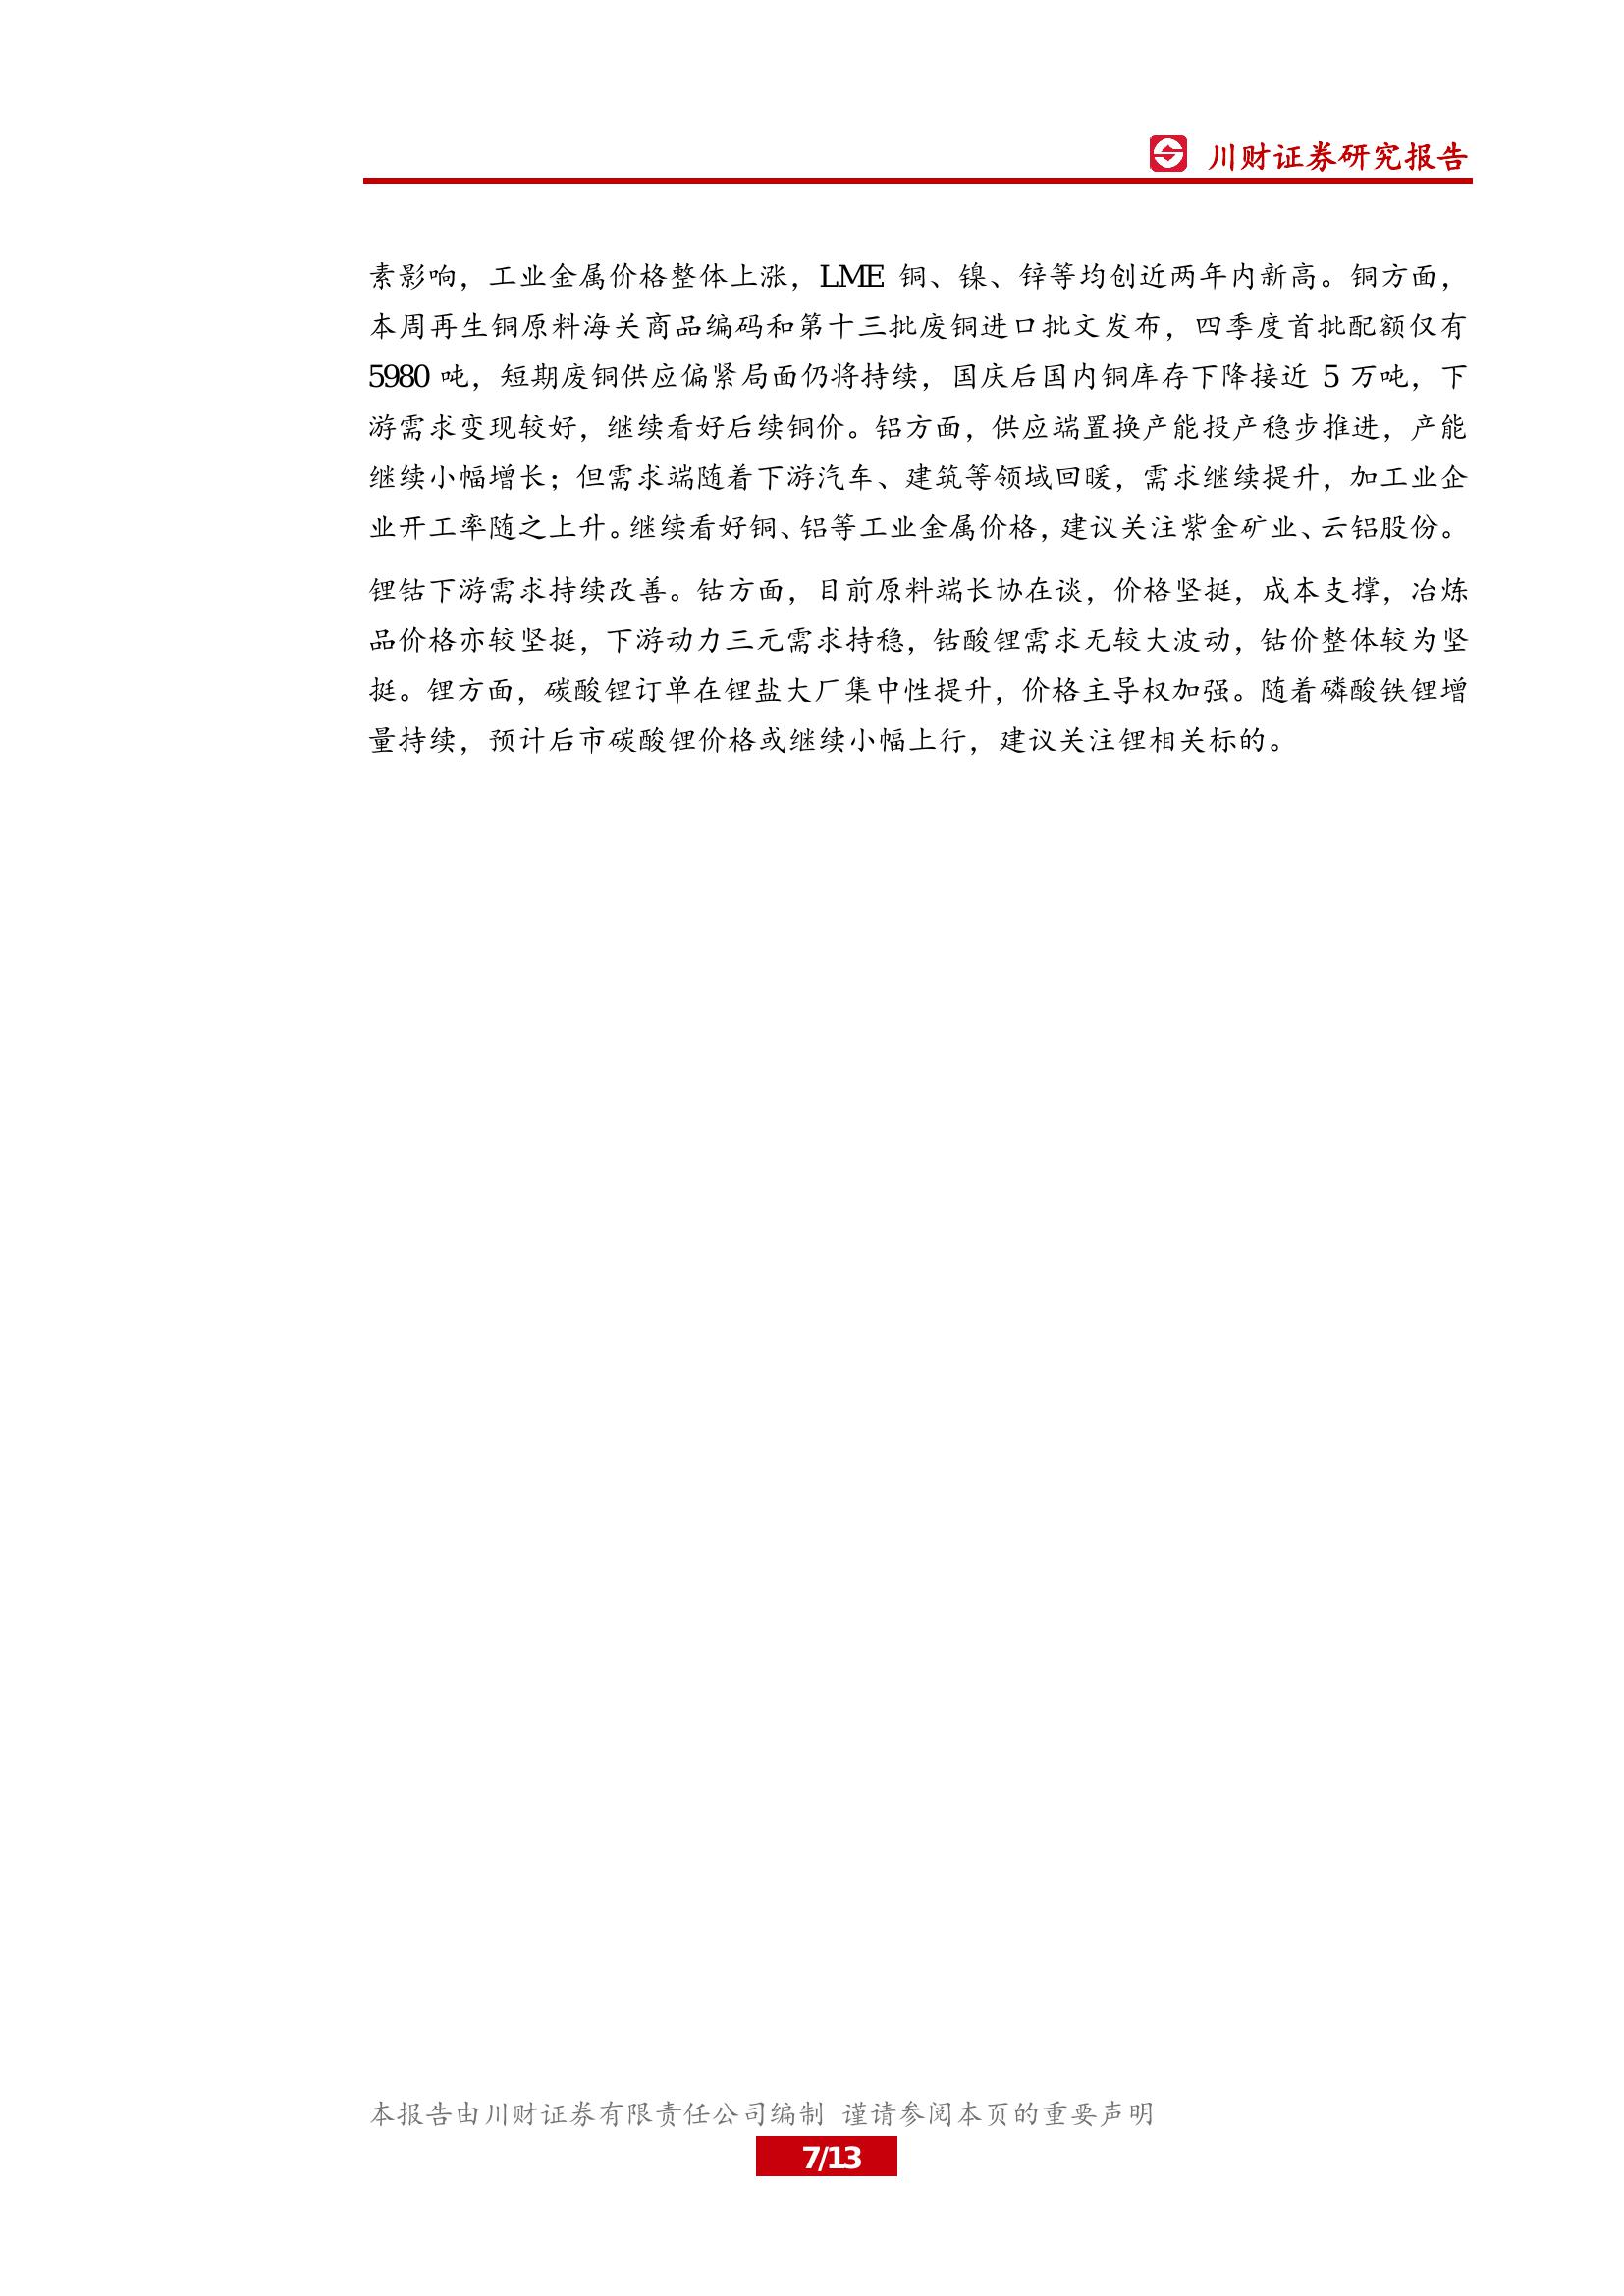 川财证券研究报告
素影响，工业金属价格整体上涨，LME 铜、镍、锌等均创近两年内新高。铜方面，
本周再生铜原料海关商品编码和第十三批废铜进口批文发布，四季度首批配额仅有
5980 吨，短期废铜供应偏紧局面仍将持续，国庆后国内铜库存下降接近 5 万吨，下
游需求变现较好，继续看好后续铜价。铝方面，供应端置换产能投产稳步推进，产能
继续小幅增长；但需求端随着下游汽车、建筑等领域回暖，需求继续提升，加工业企
业开工率随之上升。继续看好铜、铝等工业金属价格，建议关注紫金矿业、云铝股份。
锂钴下游需求持续改善。钴方面，目前原料端长协在谈，价格坚挺，成本支撑，冶炼
品价格亦较坚挺，下游动力三元需求持稳，钴酸锂需求无较大波动，钴价整体较为坚
挺。锂方面，碳酸锂订单在锂盐大厂集中性提升，价格主导权加强。随着磷酸铁锂增
量持续，预计后市碳酸锂价格或继续小幅上行，建议关注锂相关标的。
本报告由川财证券有限责任公司编制 谨请参阅本页的重要声明
7/13